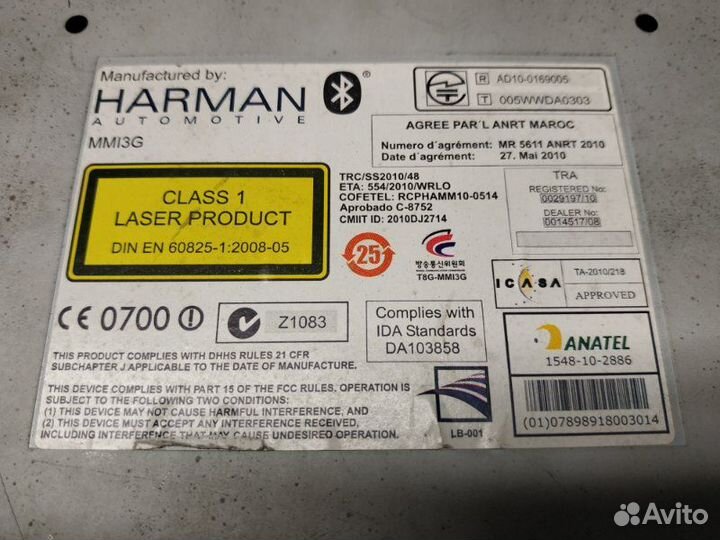 Manufactured by:
HARMAN
AUTOMOTIVE
MMI3G
R AD10-0169005
T 005WWDA0303
AGREE PAR´L ANRT MAROC
Numero d´agrément: MR 5611 ANRT 2010
Date d´agrément: 27. Mai 2010
CLASS 1
LASER PRODUCT
DIN EN 60825-1:2008-05
TRC/SS2010/48
ETA: 554/2010/WRLO
COFETEL: RCPHAMM10-0514
Aprobado C-8752
CMIIT ID: 2010DJ2714
TRA
REGISTERED No:
0029197/10
DEALER No:
0014517/08
25
방송통신위원회
T8G-MMI3G
ICASA
TA-2010/218
APPROVED
CE 0700
Z1083
Complies with
IDA Standards
DA103858
ANATEL
1548-10-2886
THIS PRODUCT COMPLIES WITH DHHS RULES 21 CFR
SUBCHAPTER J APPLICABLE TO THE DATE OF MANUFACTURE.
THIS DEVICE COMPLIES WITH PART 15 OF THE FCC RULES. OPERATION IS
SUBJECT TO THE FOLLOWING TWO CONDITIONS:
(1) THIS DEVICE MAY NOT CAUSE HARMFUL INTERFERENCE, AND
(2) THIS DEVICE MUST ACCEPT ANY INTERFERENCE RECEIVED,
INCLUDING INTERFERENCE THAT MAY CAUSE UNDESIRED OPERATION.
LB-001
(01)07898918003014
Avito